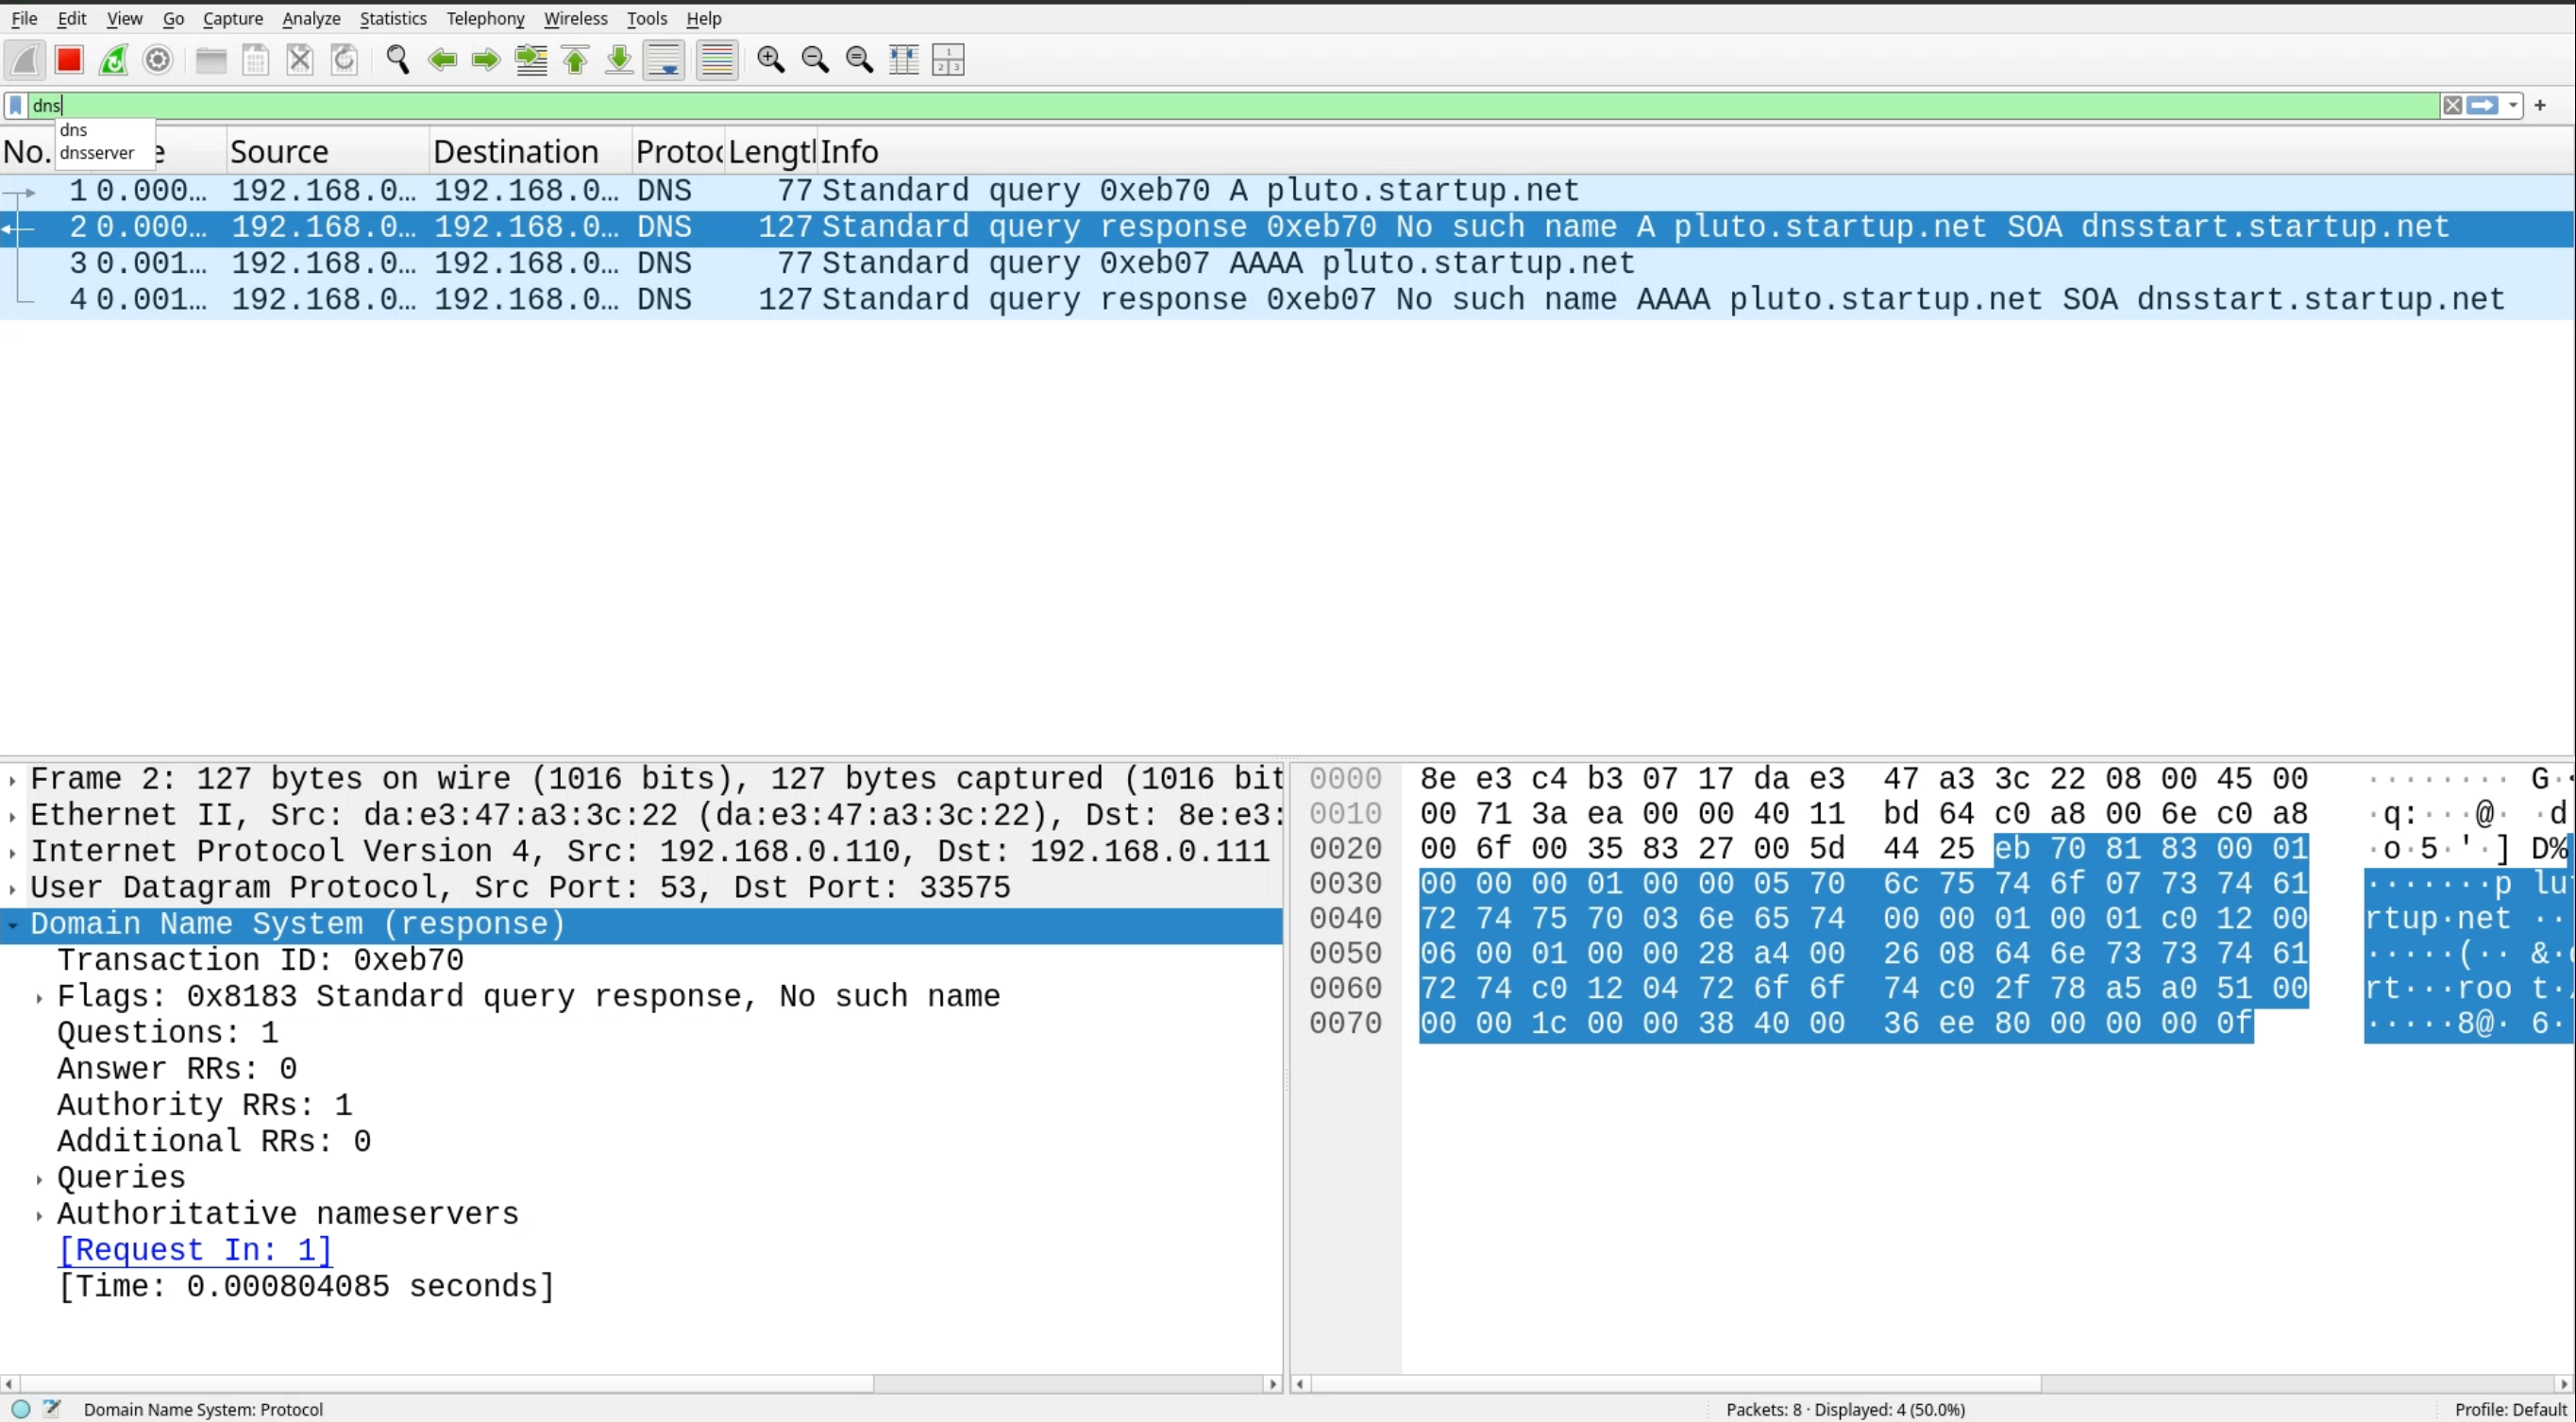 File Edit View Go Capture Analyze Statistics Telephony Wireless Tools Help
dns
dns
dnsserver
No. e Source Destination Protoc Lengtl Info
1 0.000… 192.168.0… 192.168.0… DNS 77 Standard query 0xeb70 A pluto.startup.net
2 0.000… 192.168.0… 192.168.0… DNS 127 Standard query response 0xeb70 No such name A pluto.startup.net SOA dnsstart.startup.net
3 0.001… 192.168.0… 192.168.0… DNS 77 Standard query 0xeb07 AAAA pluto.startup.net
4 0.001… 192.168.0… 192.168.0… DNS 127 Standard query response 0xeb07 No such name AAAA pluto.startup.net SOA dnsstart.startup.net
Frame 2: 127 bytes on wire (1016 bits), 127 bytes captured (1016 bit
Ethernet II, Src: da:e3:47:a3:3c:22 (da:e3:47:a3:3c:22), Dst: 8e:e3:
Internet Protocol Version 4, Src: 192.168.0.110, Dst: 192.168.0.111
User Datagram Protocol, Src Port: 53, Dst Port: 33575
Domain Name System (response)
Transaction ID: 0xeb70
Flags: 0x8183 Standard query response, No such name
Questions: 1
Answer RRs: 0
Authority RRs: 1
Additional RRs: 0
Queries
Authoritative nameservers
[Request In: 1]
[Time: 0.000804085 seconds]
0000 8e e3 c4 b3 07 17 da e3 47 a3 3c 22 08 00 45 00 ········ G·
0010 00 71 3a ea 00 00 40 11 bd 64 c0 a8 00 6e c0 a8 ·q:···@· ·d
0020 00 6f 00 35 83 27 00 5d 44 25 eb 70 81 83 00 01 ·o·5·'·] D%
0030 00 00 00 01 00 00 05 70 6c 75 74 6f 07 73 74 61 ·······p lu
0040 72 74 75 70 03 6e 65 74 00 00 01 00 01 c0 12 00 rtup·net ··
0050 06 00 01 00 00 28 a4 00 26 08 64 6e 73 73 74 61 ·····(·· &·
0060 72 74 c0 12 04 72 6f 6f 74 c0 2f 78 a5 a0 51 00 rt···roo t·
0070 00 00 1c 00 00 38 40 00 36 ee 80 00 00 00 0f ·····8@· 6·
Domain Name System: Protocol Packets: 8 · Displayed: 4 (50.0%) Profile: Default